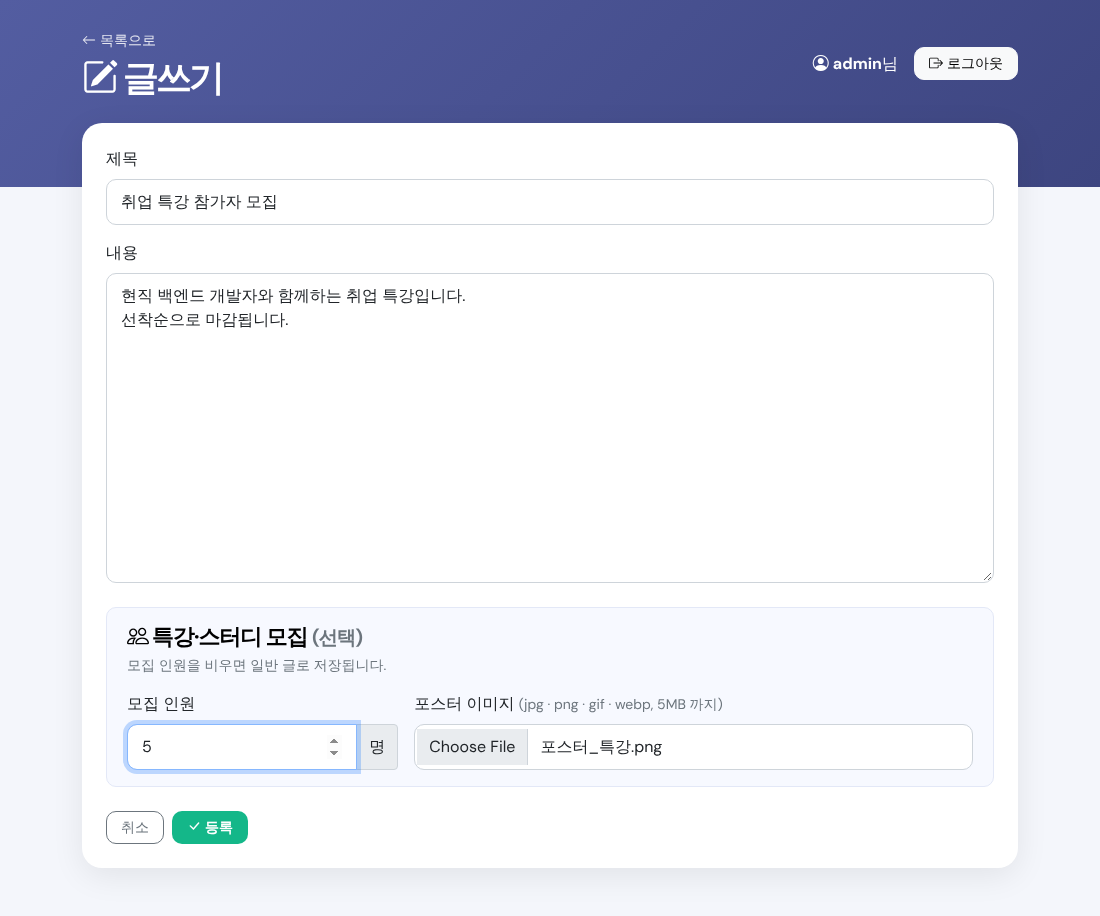 목록으로
글쓰기
admin님
로그아웃
제목
취업 특강 참가자 모집
내용
현직 백엔드 개발자와 함께하는 취업 특강입니다.
선착순으로 마감됩니다.
특강·스터디 모집 (선택)
모집 인원을 비우면 일반 글로 저장됩니다.
모집 인원
포스터 이미지 (jpg · png · gif · webp, 5MB 까지)
5 명
Choose File 포스터_특강.png
취소
등록